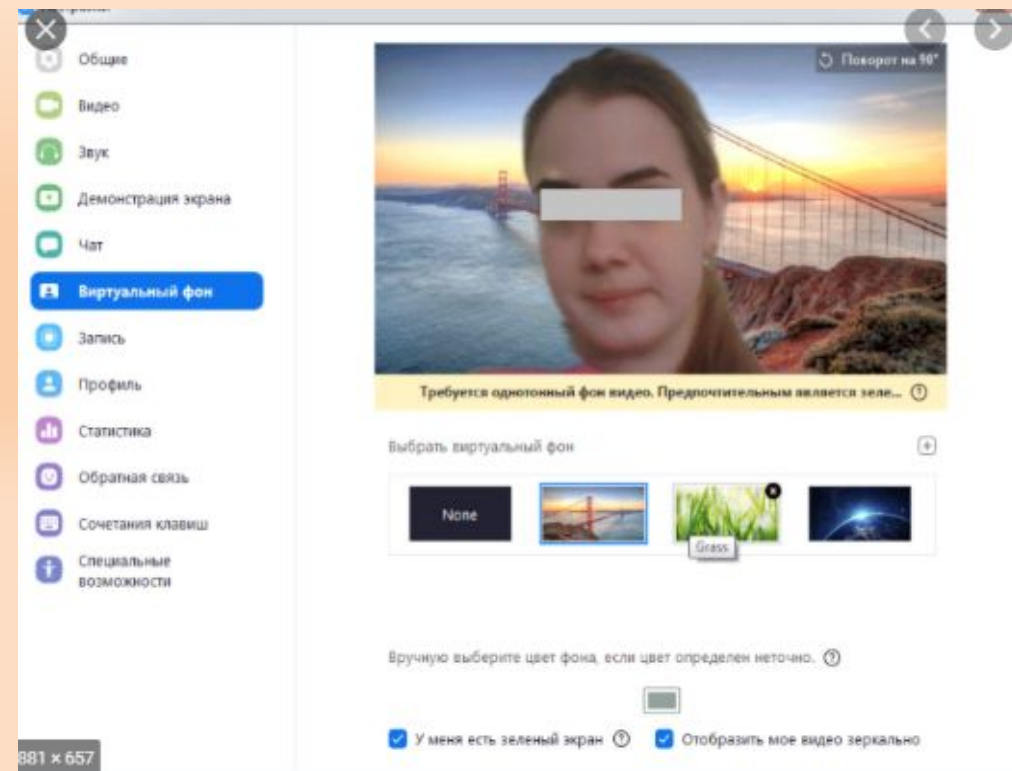 Общие
Видео
Звук
Демонстрация экрана
Чат
Виртуальный фон
Запись
Профиль
Статистика
Обратная связь
Сочетания клавиш
Специальные
возможности
Поворот на 90°
Требуется однотонный фон видео. Предпочтительным является зеле...
Выбрать виртуальный фон
None
Grass
Вручную выберите цвет фона, если цвет определен неточно.
У меня есть зеленый экран
Отобразить мое видео зеркально
881 × 657